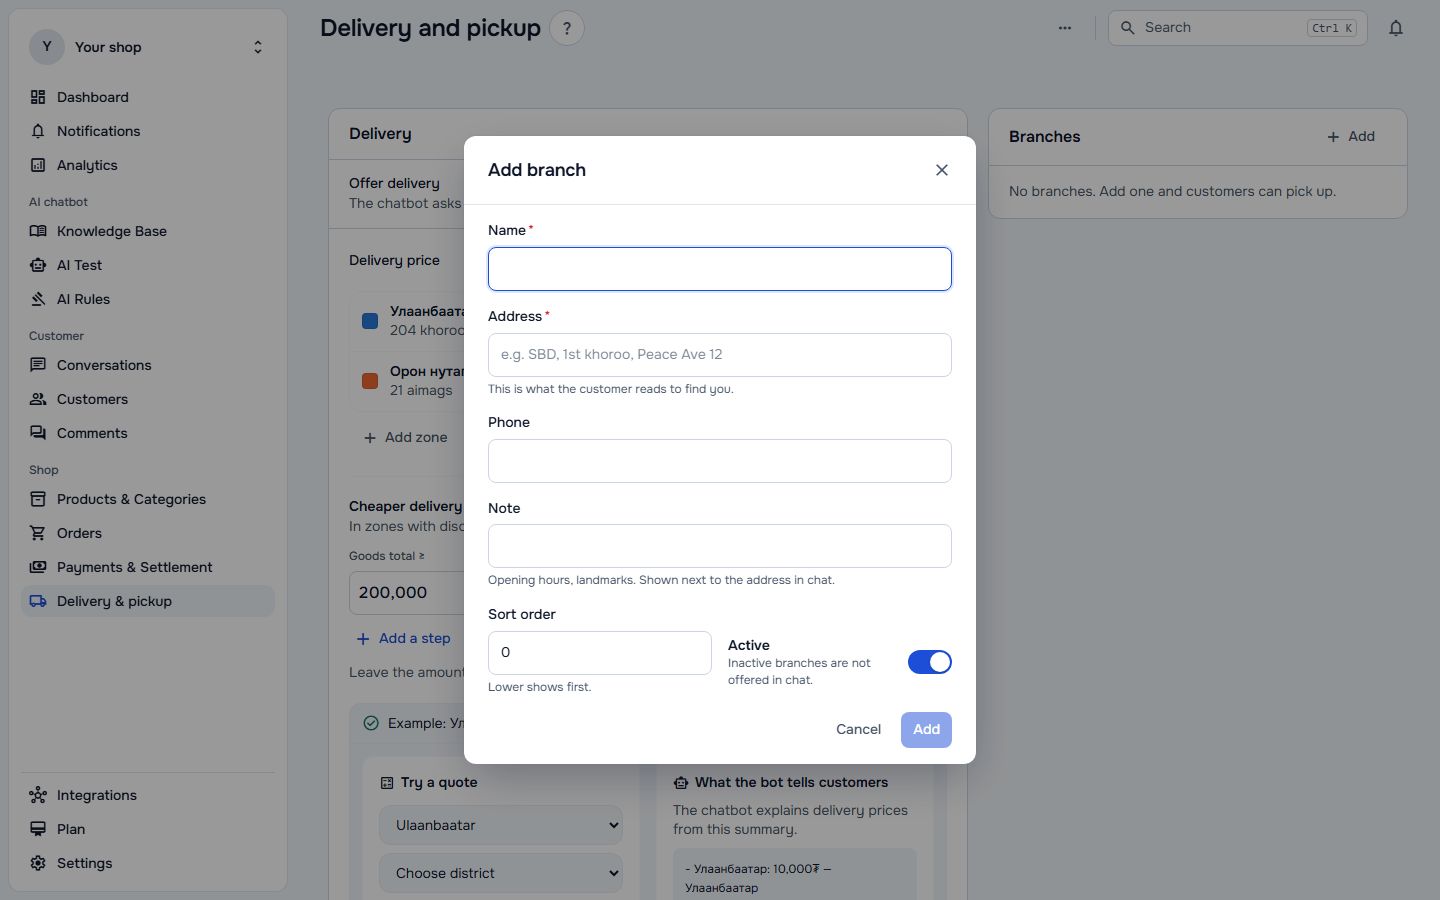 Y
Your shop
Dashboard
Notifications
Analytics
AI chatbot
Knowledge Base
AI Test
AI Rules
Customer
Conversations
Customers
Comments
Shop
Products & Categories
Orders
Payments & Settlement
Delivery & pickup
Integrations
Plan
Settings
Delivery and pickup
?
Search
Ctrl K
Delivery
Offer delivery
The chatbot asks
Delivery price
204 khoroo
21 aimags
Add zone
Cheaper delivery
In zones with
Goods total ≥
200,000
Add a step
Leave the amount
Example:
Try a quote
Ulaanbaatar
Choose district
What the bot tells customers
The chatbot explains delivery prices
from this summary.
- Улаанбаатар: 10,000₮ —
Улаанбаатар
Branches
Add
No branches. Add one and customers can pick up.
Add branch
Name *
Address *
e.g. SBD, 1st khoroo, Peace Ave 12
This is what the customer reads to find you.
Phone
Note
Opening hours, landmarks. Shown next to the address in chat.
Sort order
0
Lower shows first.
Active
Inactive branches are not
offered in chat.
Cancel
Add